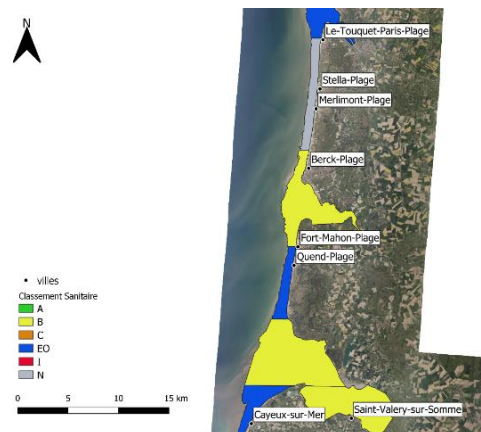 N
Le-Touquet-Paris-Plage
Stella-Plage
Merlimont-Plage
Berck-Plage
Fort-Mahon-Plage
Quend-Plage
villes
Classement Sanitaire
A
B
C
EO
I
N
0 5 10 15 km
Cayeux-sur-Mer
Saint-Valery-sur-Somme